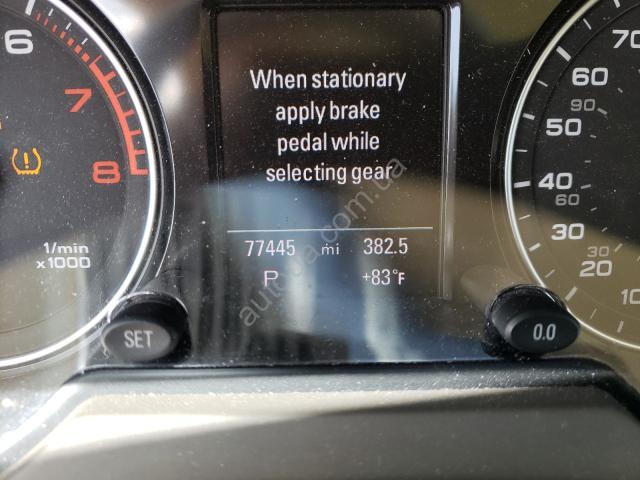 6
7
8
1/min
x1000
When stationary
apply brake
pedal while
selecting gear
77445 mi 382.5
P +83°F
SET
0.0
70
60
90
50
40
60
30
30
20
10